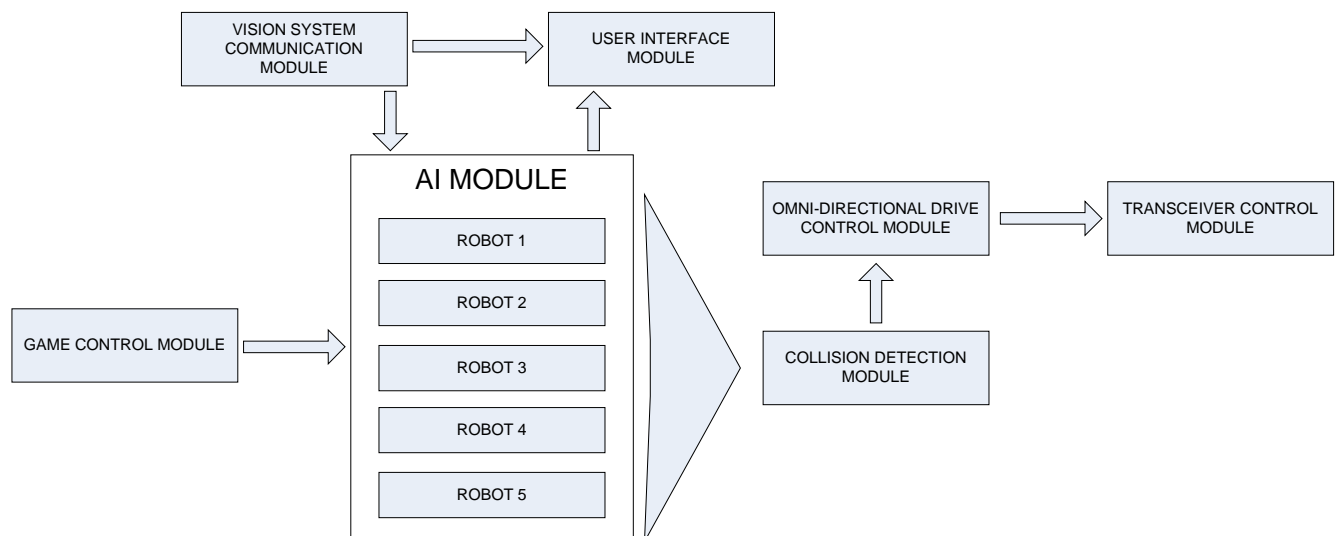 VISION SYSTEM
COMMUNICATION
MODULE
USER INTERFACE
MODULE
AI MODULE
ROBOT 1
ROBOT 2
ROBOT 3
ROBOT 4
ROBOT 5
GAME CONTROL MODULE
OMNI-DIRECTIONAL DRIVE
CONTROL MODULE
TRANSCEIVER CONTROL
MODULE
COLLISION DETECTION
MODULE